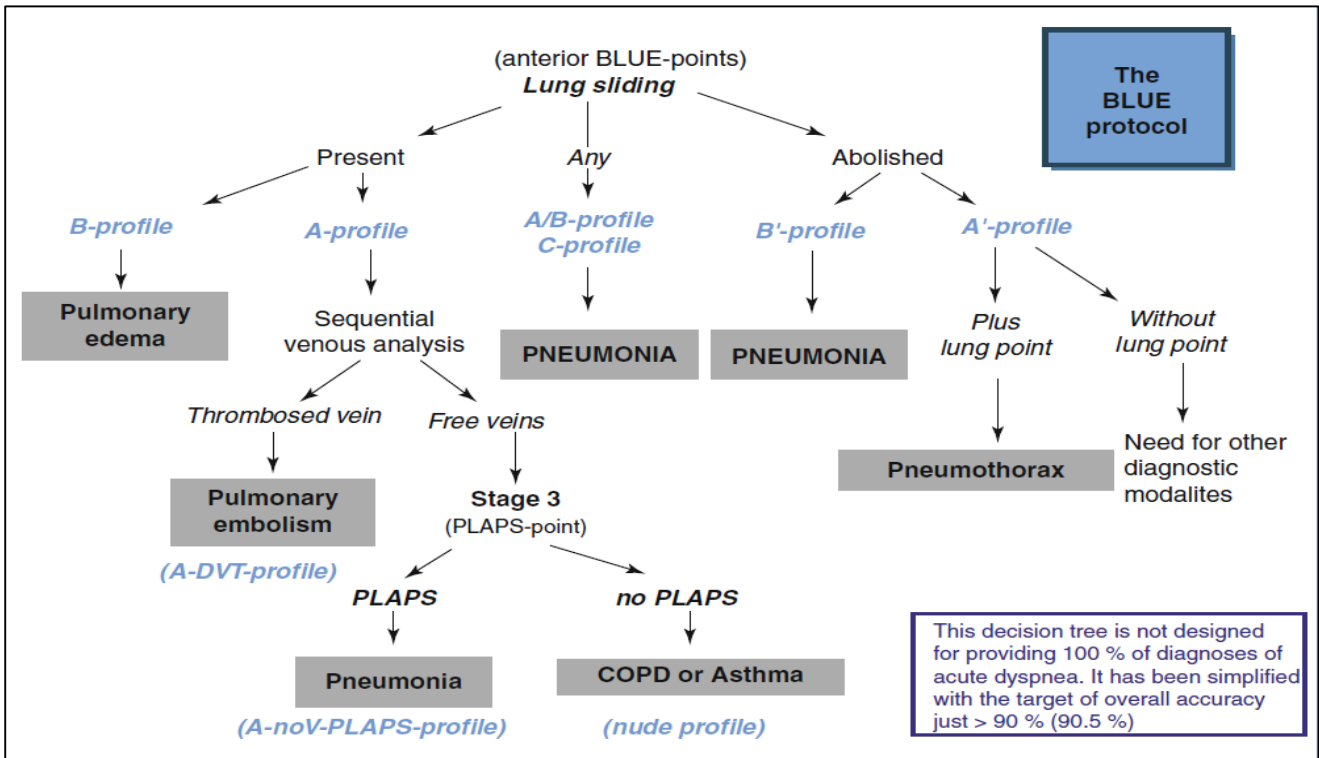 (anterior BLUE-points)
Lung sliding
The
BLUE
protocol
Present
Any
Abolished
B-profile
A-profile
A/B-profile
C-profile
B'-profile
A'-profile
Pulmonary
edema
Sequential
venous analysis
PNEUMONIA
PNEUMONIA
Plus
lung point
Without
lung point
Thrombosed vein
Free veins
Pneumothorax
Need for other
diagnostic
modalites
Pulmonary
embolism
(A-DVT-profile)
Stage 3
(PLAPS-point)
PLAPS
no PLAPS
Pneumonia
COPD or Asthma
(A-noV-PLAPS-profile)
(nude profile)
This decision tree is not designed
for providing 100 % of diagnoses of
acute dyspnea. It has been simplified
with the target of overall accuracy
just > 90 % (90.5 %)